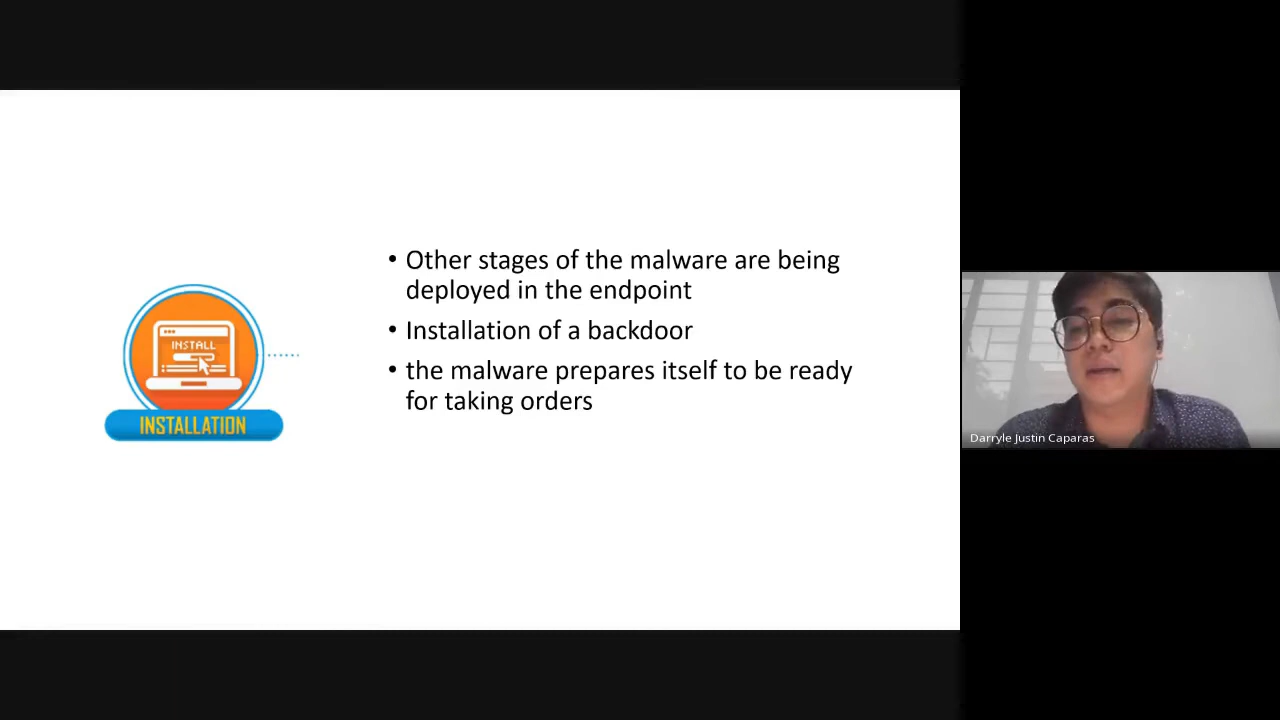 • Other stages of the malware are being
deployed in the endpoint
• Installation of a backdoor
• the malware prepares itself to be ready
for taking orders
INSTALL
INSTALLATION
Darryle Justin Caparas